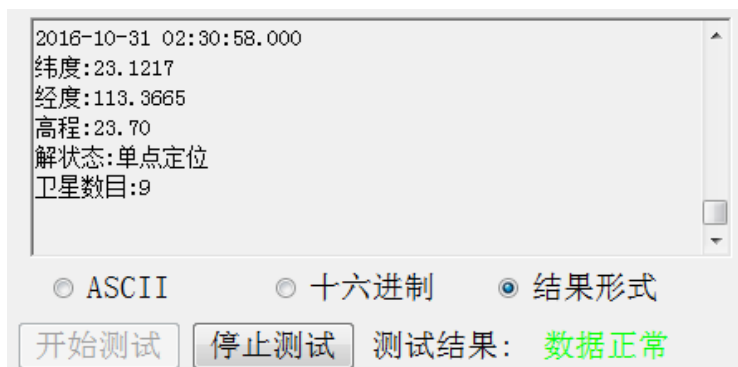 2016-10-31 02:30:58.000
纬度:23.1217
经度:113.3665
高程:23.70
解状态:单点定位
卫星数目:9
ASCII 十六进制 结果形式
开始测试 停止测试 测试结果: 数据正常